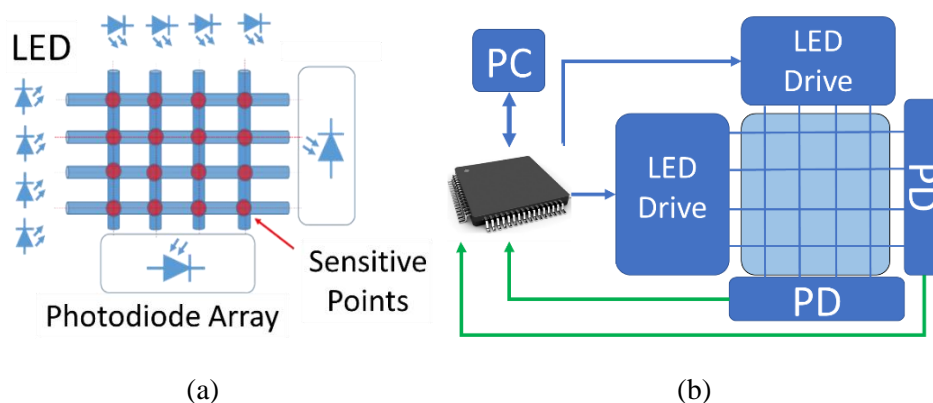 LED
Sensitive
Points
Photodiode Array
(a)
PC
LED
Drive
LED
Drive
PD
PD
(b)